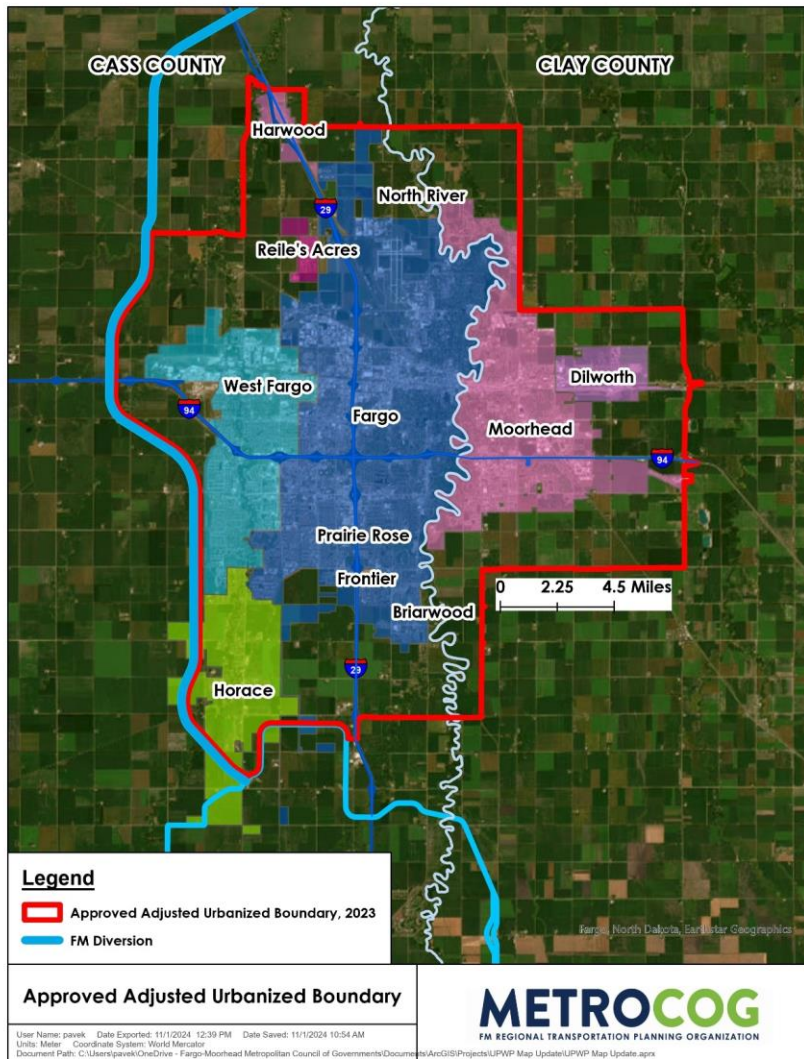 CASS COUNTY
CLAY COUNTY
Harwood
North River
29
Reile's Acres
West Fargo
Dilworth
94
Fargo
Moorhead
94
Prairie Rose
Frontier
0 2.25 4.5 Miles
Briarwood
29
Horace
Legend
Approved Adjusted Urbanized Boundary, 2023
FM Diversion
Fargo, North Dakota, Earthstar Geographics
Approved Adjusted Urbanized Boundary
User Name: pavek Date Exported: 11/1/2024 12:39 PM Date Saved: 11/1/2024 10:54 AM
Units: Meter Coordinate System: World Mercator
Document Path: C:\Users\pavek\OneDrive - Fargo-Moorhead Metropolitan Council of Governments\Documents\ArcGIS\Projects\UPWP Map Update\UPWP Map Update.aprx
METROCOG
FM REGIONAL TRANSPORTATION PLANNING ORGANIZATION